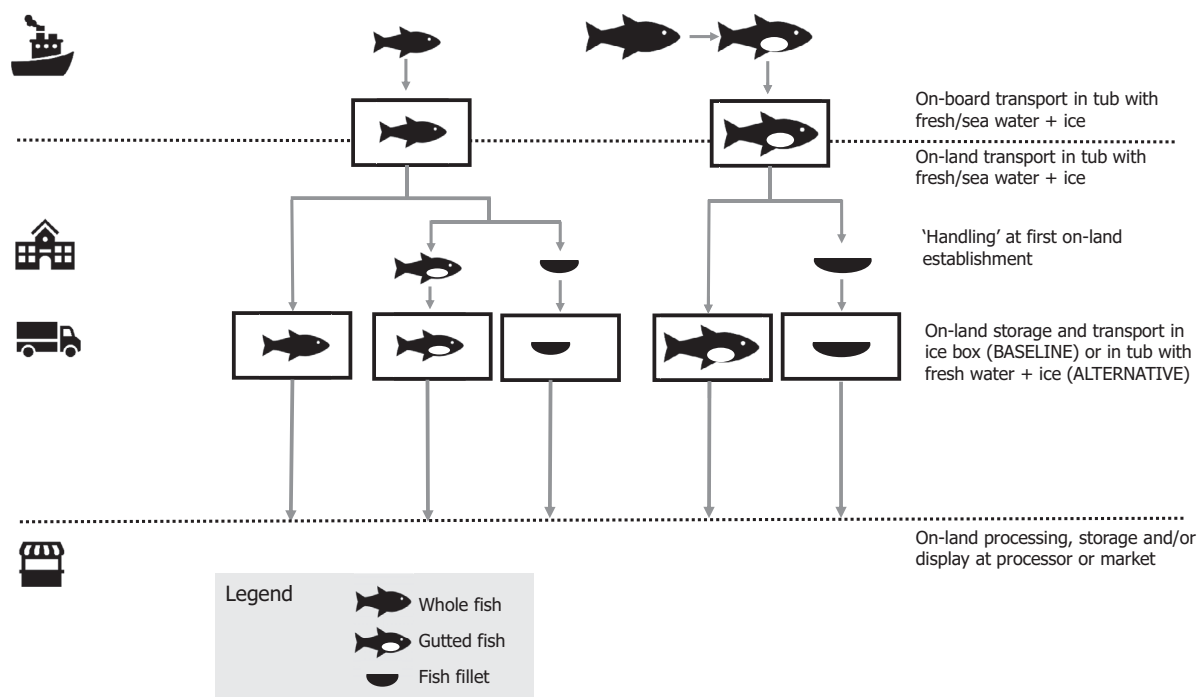 On-board transport in tub with
fresh/sea water + ice
On-land transport in tub with
fresh/sea water + ice
‘Handling’ at first on-land
establishment
On-land storage and transport in
ice box (BASELINE) or in tub with
fresh water + ice (ALTERNATIVE)
On-land processing, storage and/or
display at processor or market
Legend
Whole fish
Gutted fish
Fish fillet